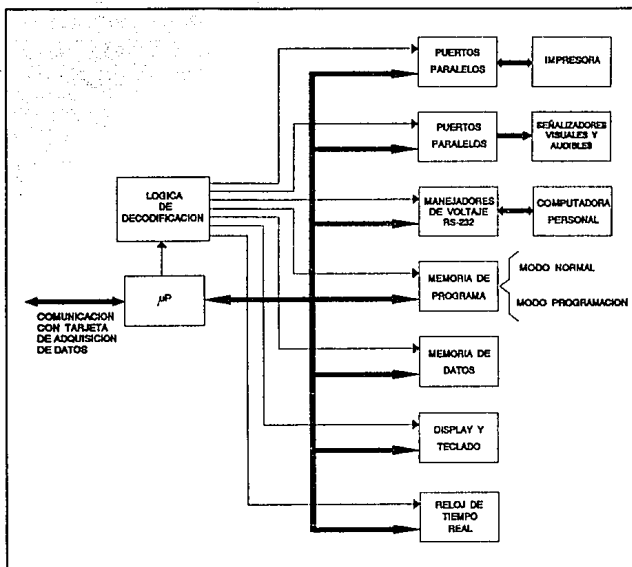 PUERTOS
PARALELOS
IMPRESORA
PUERTOS
PARALELOS
SEÑALIZADORES
VISUALES Y
AUDIBLES
LOGICA
DE
DECODIFICACION
MANEJADORES
DE VOLTAJE
RS-232
COMPUTADORA
PERSONAL
µP
MEMORIA DE
PROGRAMA
MODO NORMAL
MODO PROGRAMACION
COMUNICACION
CON TARJETA
DE ADQUISICION
DE DATOS
MEMORIA DE
DATOS
DISPLAY Y
TECLADO
RELOJ DE
TIEMPO
REAL